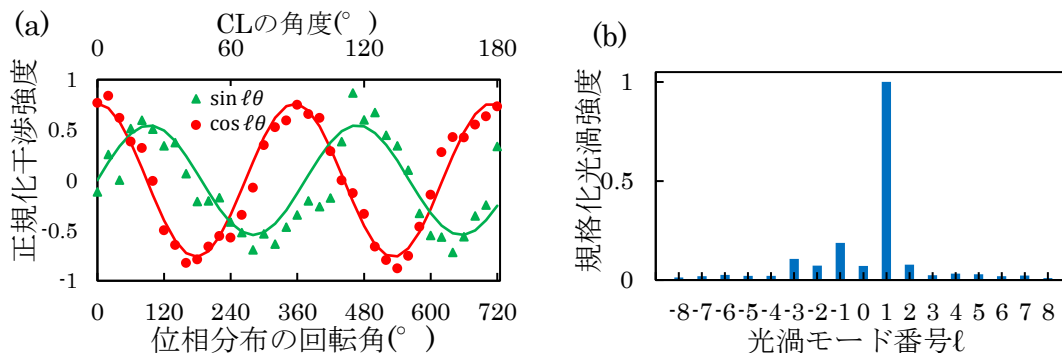 (a)
CLの角度(°)
0 60 120 180
正規化干渉強度
1
0.5
0
-0.5
-1
sin ℓθ
cos ℓθ
0 120 240 360 480 600 720
位相分布の回転角(°)
(b)
規格化光渦強度
1
0.5
0
-8 -7 -6 -5 -4 -3 -2 -1 0 1 2 3 4 5 6 7 8
光渦モード番号ℓ